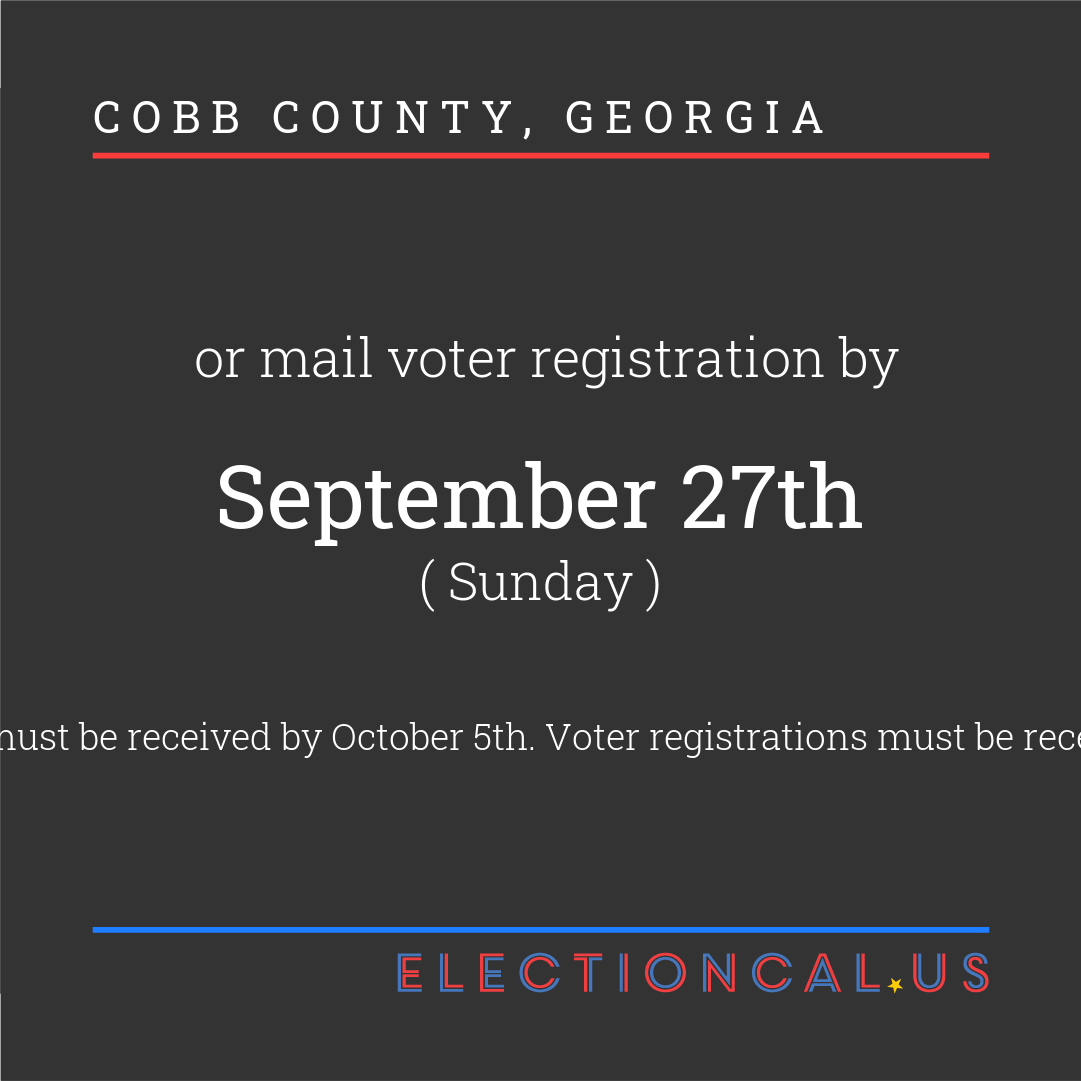 COBB COUNTY, GEORGIA
or mail voter registration by
September 27th
( Sunday )
be received by October 5th. Voter registrations must be
ELECTIONCAL.US